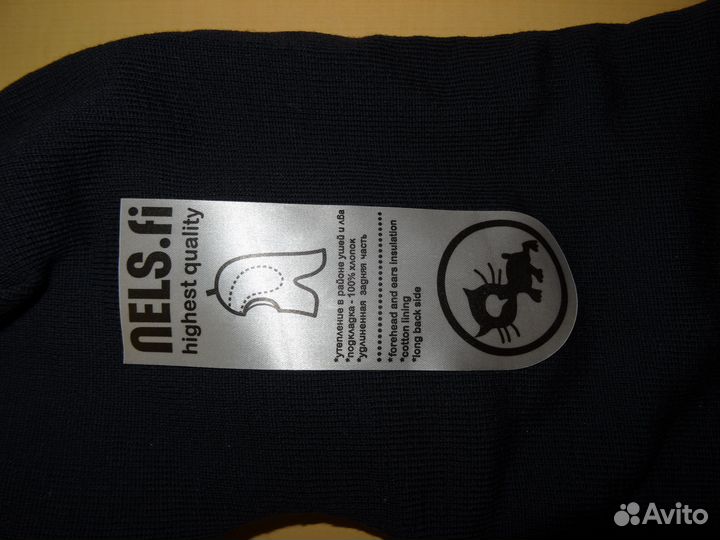 NELS.fi
highest quality
*утепление в районе ушей и лба
*подкладка - 100% хлопок
*удлиненная задняя часть
*forehead and ears insulation
*cotton lining
*long back side
Avito